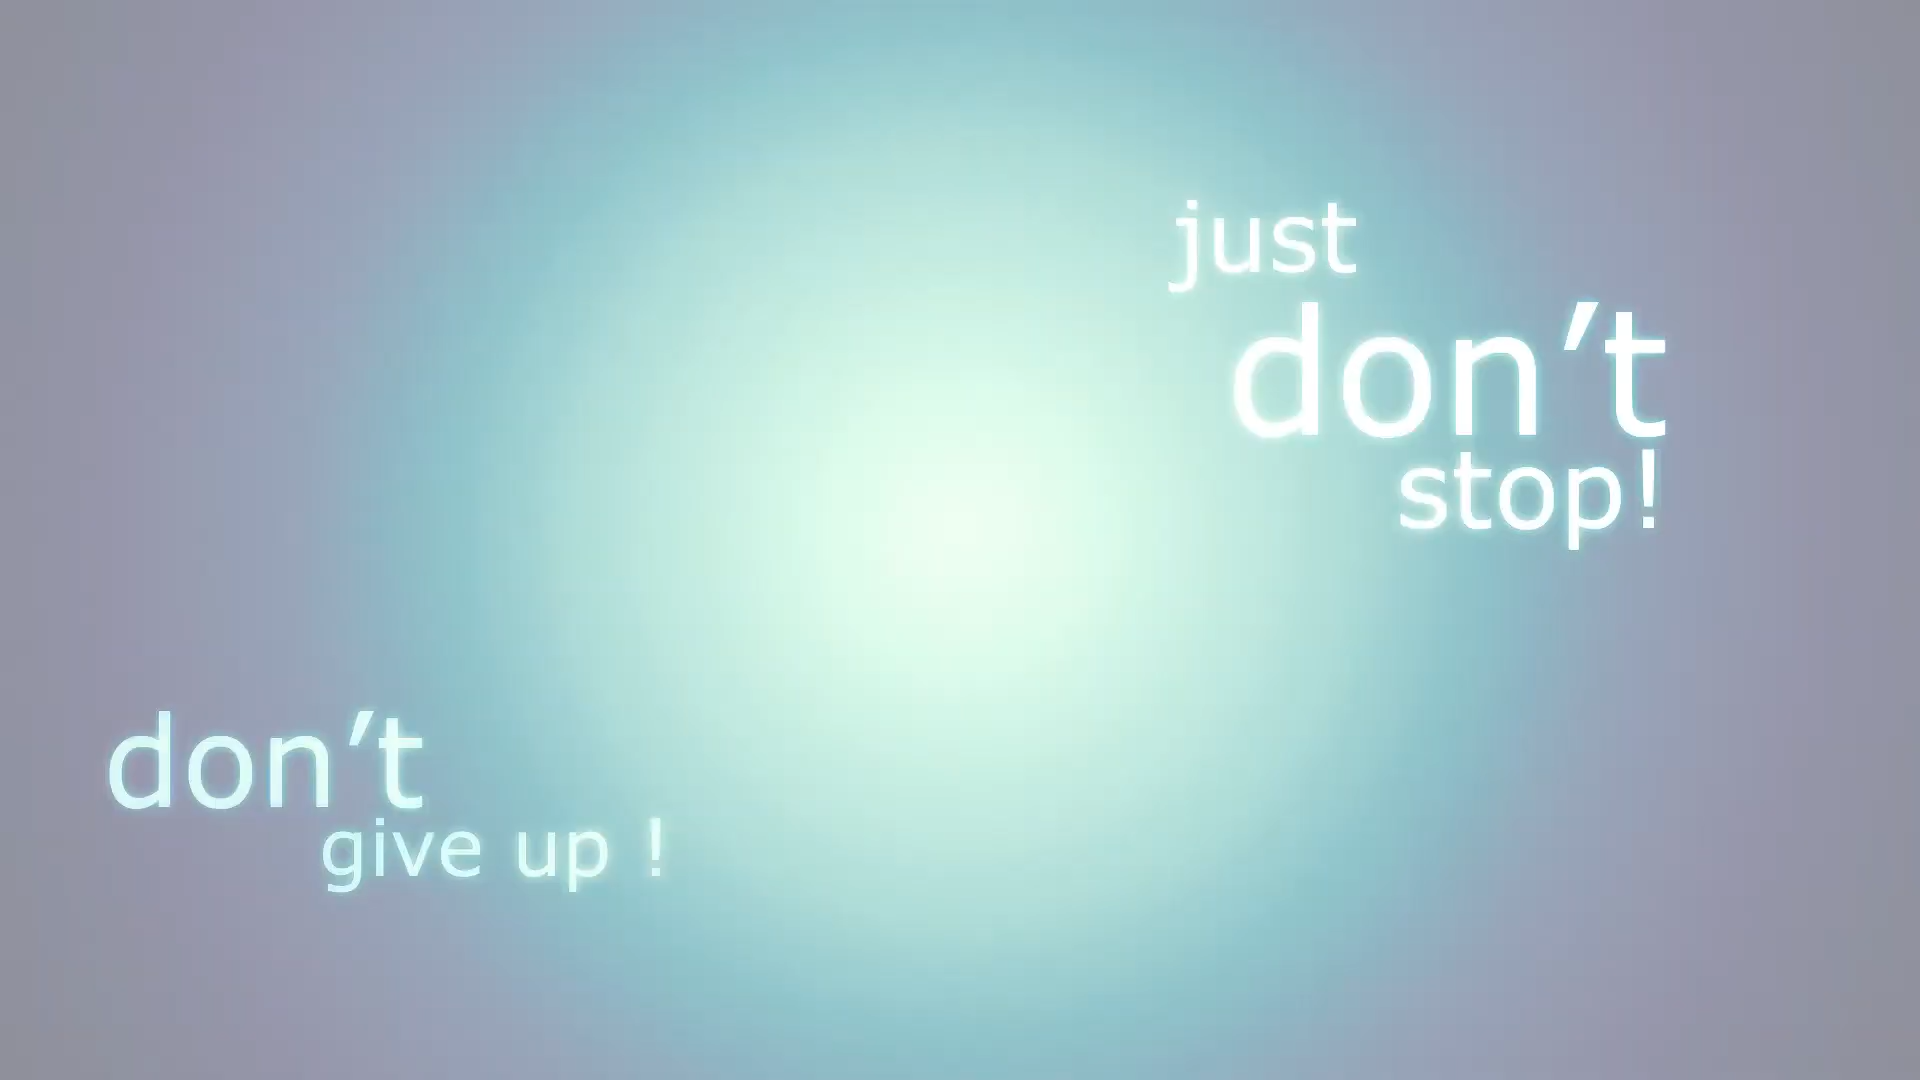 just
don’t
stop!
don’t
give up !